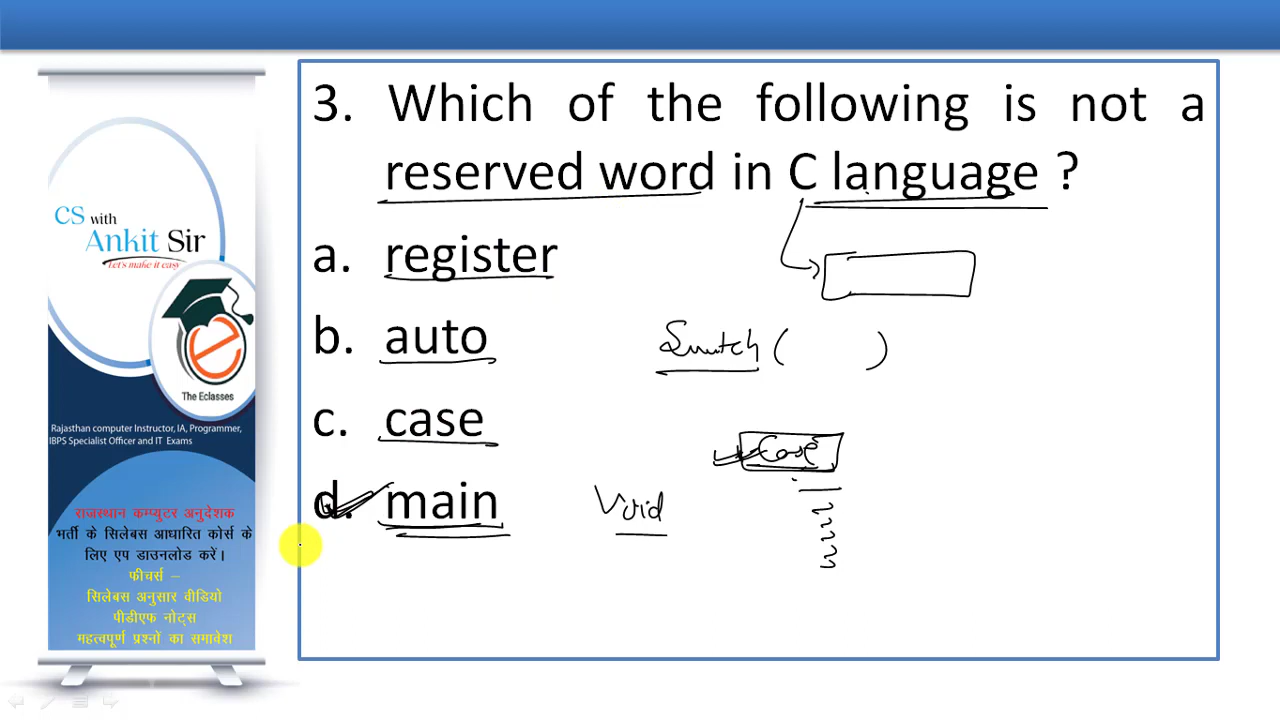 CS with
Ankit Sir
Let's make it easy
The Eclasses
Rajasthan computer Instructor, IA, Programmer,
IBPS Specialist Officer and IT Exams
राजस्थान कम्प्युटर अनुदेशक
भर्ती के सिलेबस आधारित कोर्स के
लिए एप डाउनलोड करें।
फीचर्स –
सिलेबस अनुसार वीडियो
पीडीएफ नोट्स
महत्वपूर्ण प्रश्नों का समावेश
3. Which of the following is not a
reserved word in C language ?
a. register
b. auto
Switch ( )
c. case
Case
d. main
Void